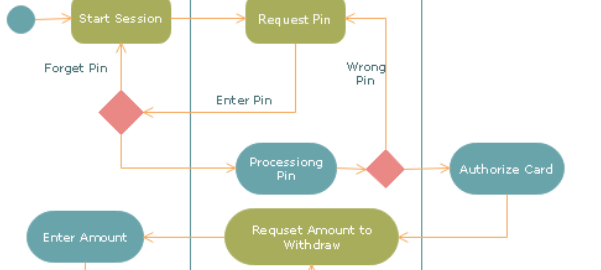 Start Session
Request Pin
Forget Pin
Wrong
Pin
Enter Pin
Processiong
Pin
Authorize Card
Enter Amount
Requset Amount to
Withdraw